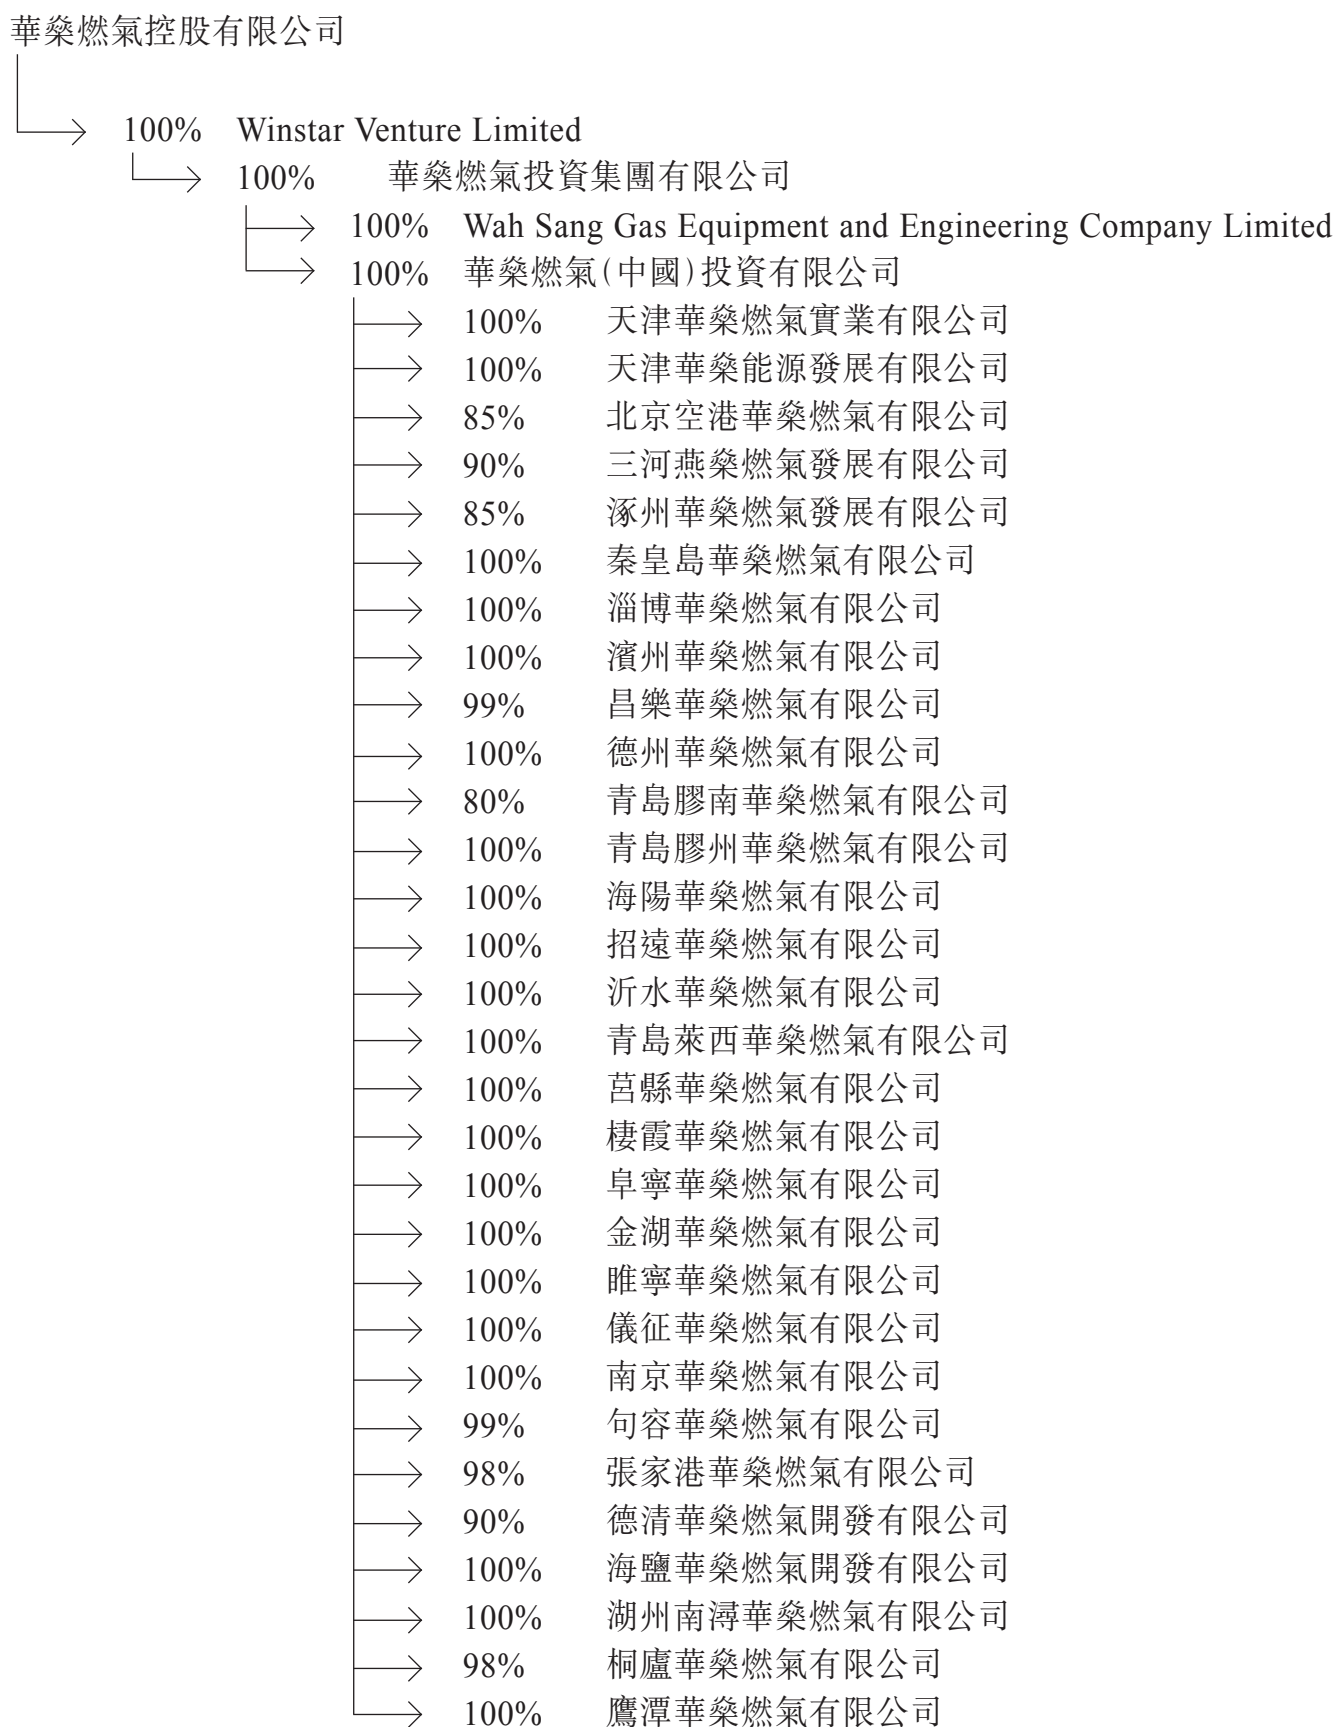 華燊燃氣控股有限公司
100% Winstar Venture Limited
100% 華燊燃氣投資集團有限公司
100% Wah Sang Gas Equipment and Engineering Company Limited
100% 華燊燃氣(中國)投資有限公司
100% 天津華燊燃氣實業有限公司
100% 天津華燊能源發展有限公司
85% 北京空港華燊燃氣有限公司
90% 三河燕燊燃氣發展有限公司
85% 涿州華燊燃氣發展有限公司
100% 秦皇島華燊燃氣有限公司
100% 淄博華燊燃氣有限公司
100% 濱州華燊燃氣有限公司
99% 昌樂華燊燃氣有限公司
100% 德州華燊燃氣有限公司
80% 青島膠南華燊燃氣有限公司
100% 青島膠州華燊燃氣有限公司
100% 海陽華燊燃氣有限公司
100% 招遠華燊燃氣有限公司
100% 沂水華燊燃氣有限公司
100% 青島萊西華燊燃氣有限公司
100% 莒縣華燊燃氣有限公司
100% 棲霞華燊燃氣有限公司
100% 阜寧華燊燃氣有限公司
100% 金湖華燊燃氣有限公司
100% 睢寧華燊燃氣有限公司
100% 儀征華燊燃氣有限公司
100% 南京華燊燃氣有限公司
99% 句容華燊燃氣有限公司
98% 張家港華燊燃氣有限公司
90% 德清華燊燃氣開發有限公司
100% 海鹽華燊燃氣開發有限公司
100% 湖州南潯華燊燃氣有限公司
98% 桐廬華燊燃氣有限公司
100% 鷹潭華燊燃氣有限公司